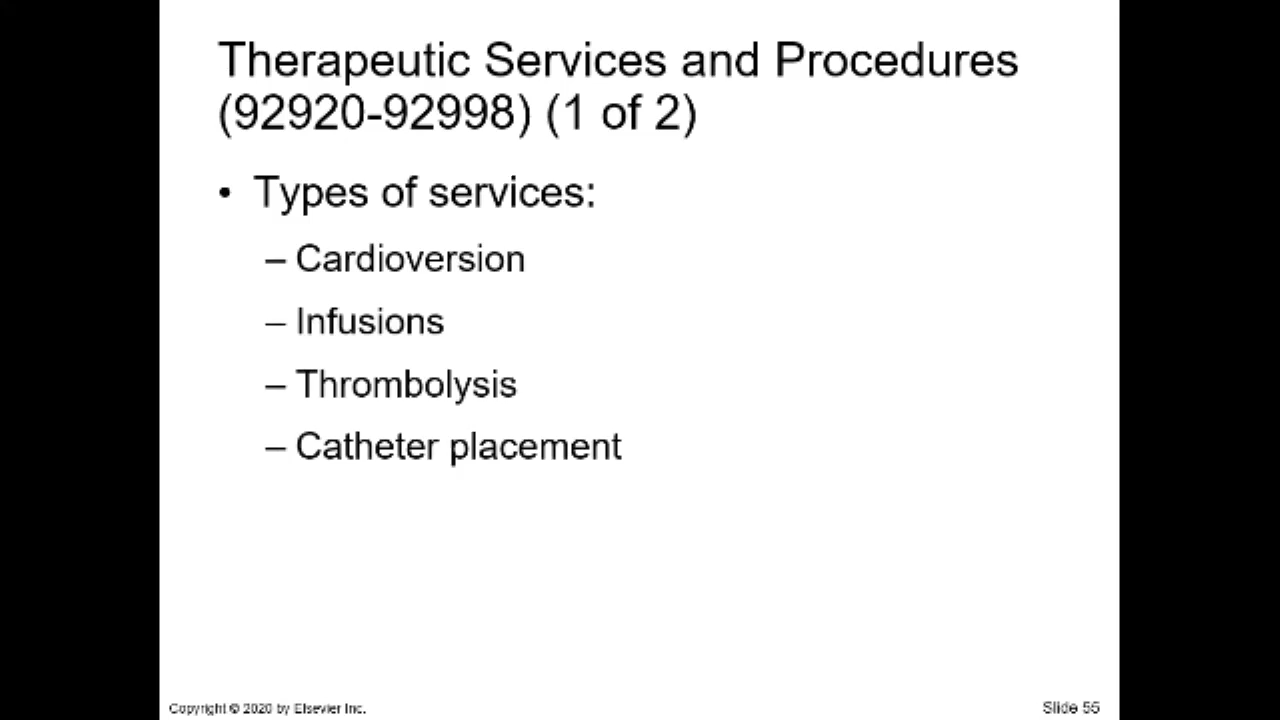 Therapeutic Services and Procedures
(92920-92998) (1 of 2)
• Types of services:
– Cardioversion
– Infusions
– Thrombolysis
– Catheter placement
Copyright © 2020 by Elsevier Inc.
Slide 55